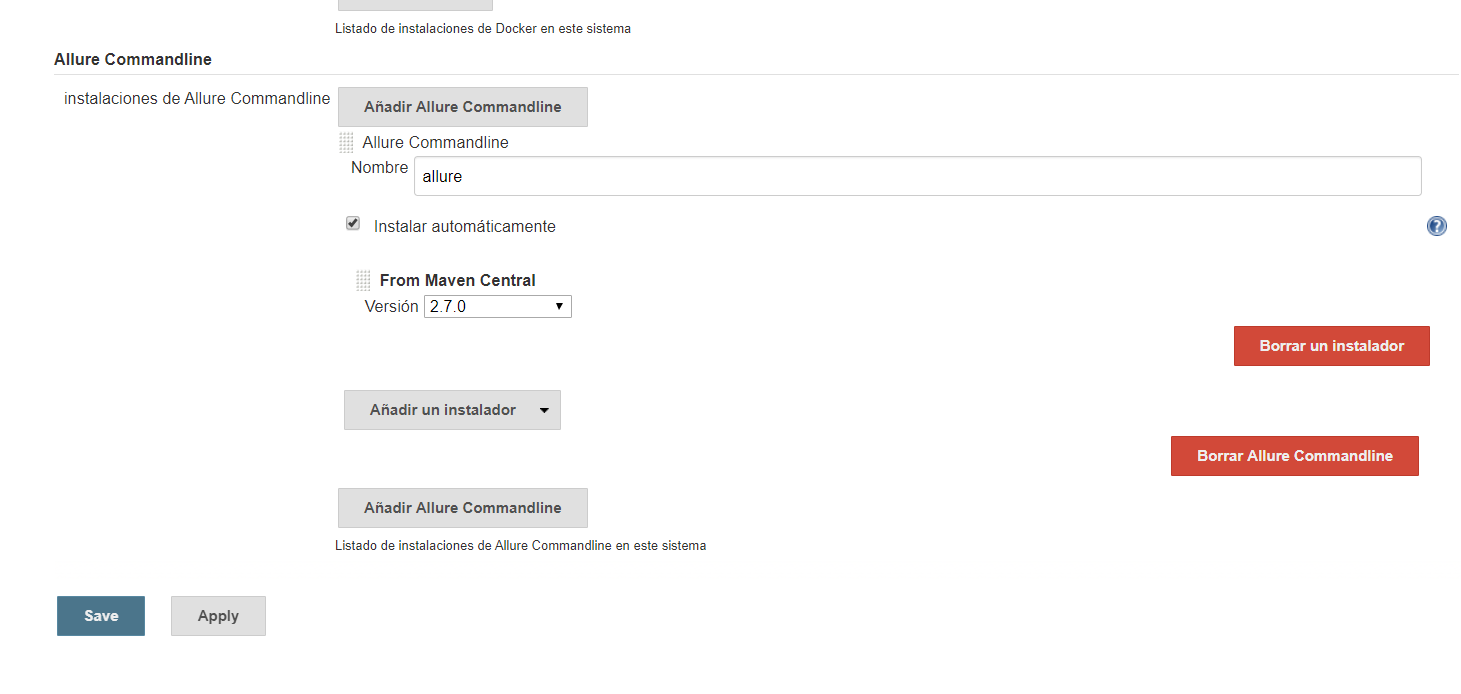 Listado de instalaciones de Docker en este sistema
Allure Commandline
instalaciones de Allure Commandline
Añadir Allure Commandline
Allure Commandline
Nombre
allure
Instalar automáticamente
From Maven Central
Versión 2.7.0
Borrar un instalador
Añadir un instalador
Borrar Allure Commandline
Añadir Allure Commandline
Listado de instalaciones de Allure Commandline en este sistema
Save Apply